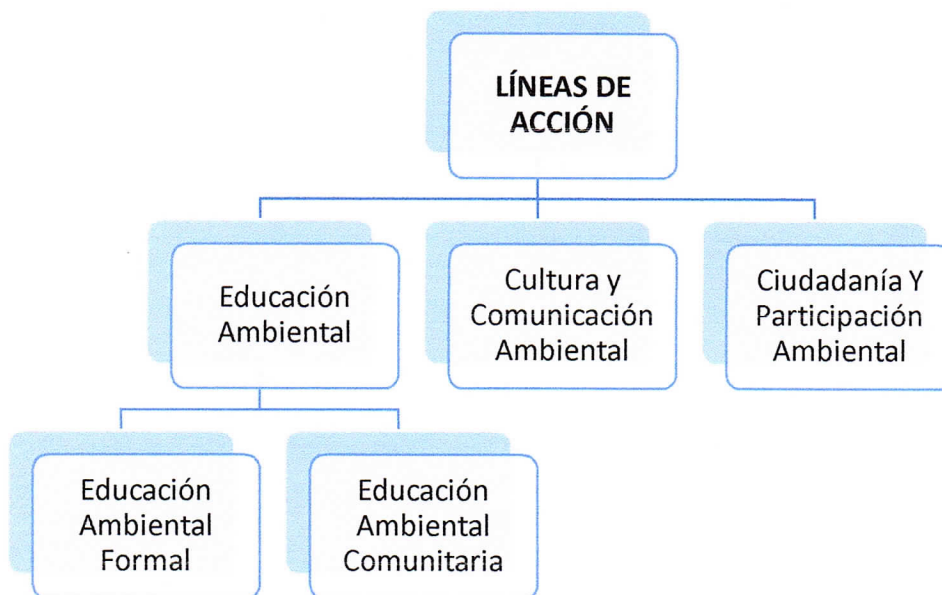 LÍNEAS DE
ACCIÓN
Educación
Ambiental
Cultura y
Comunicación
Ambiental
Ciudadanía Y
Participación
Ambiental
Educación
Ambiental
Formal
Educación
Ambiental
Comunitaria